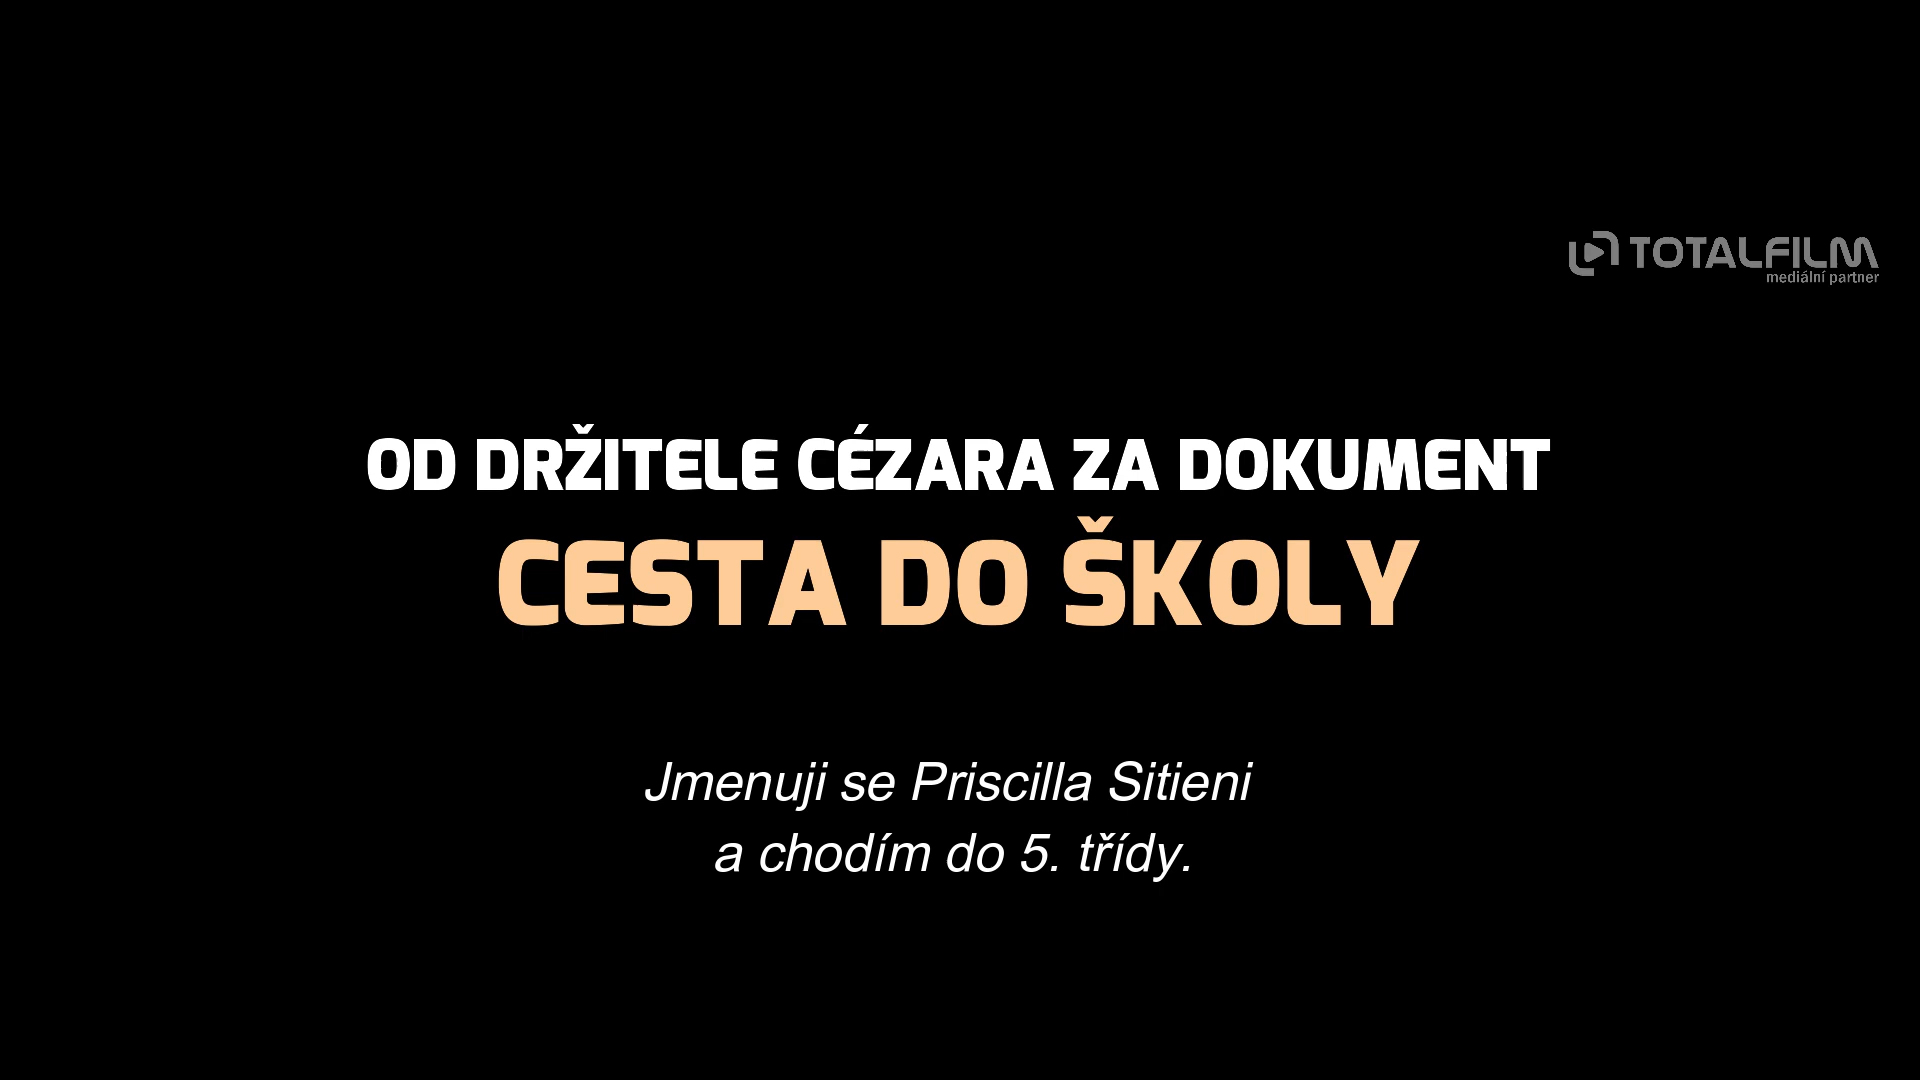 TOTALFILM
mediální partner
OD DRŽITELE CÉZARA ZA DOKUMENT
CESTA DO ŠKOLY
Jmenuji se Priscilla Sitieni
a chodím do 5. třídy.